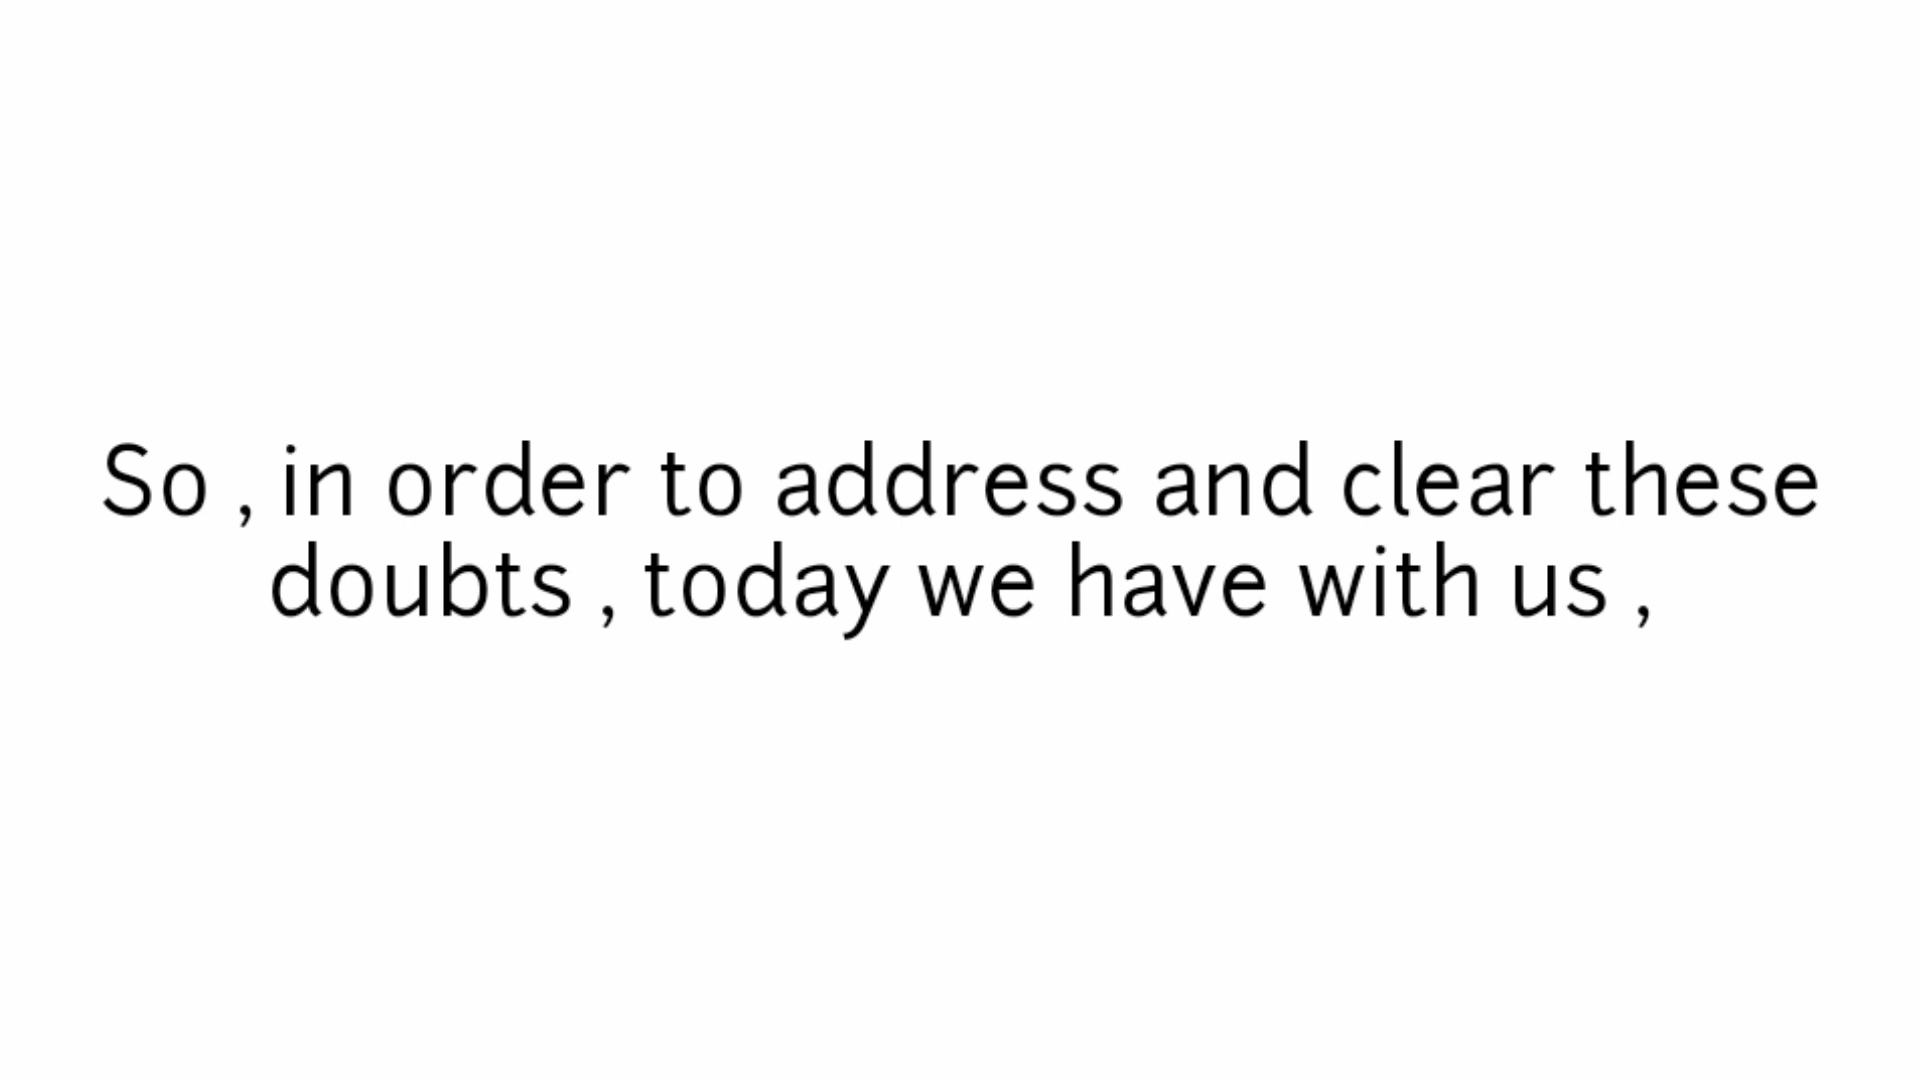 So , in order to address and clear these
doubts , today we have with us ,